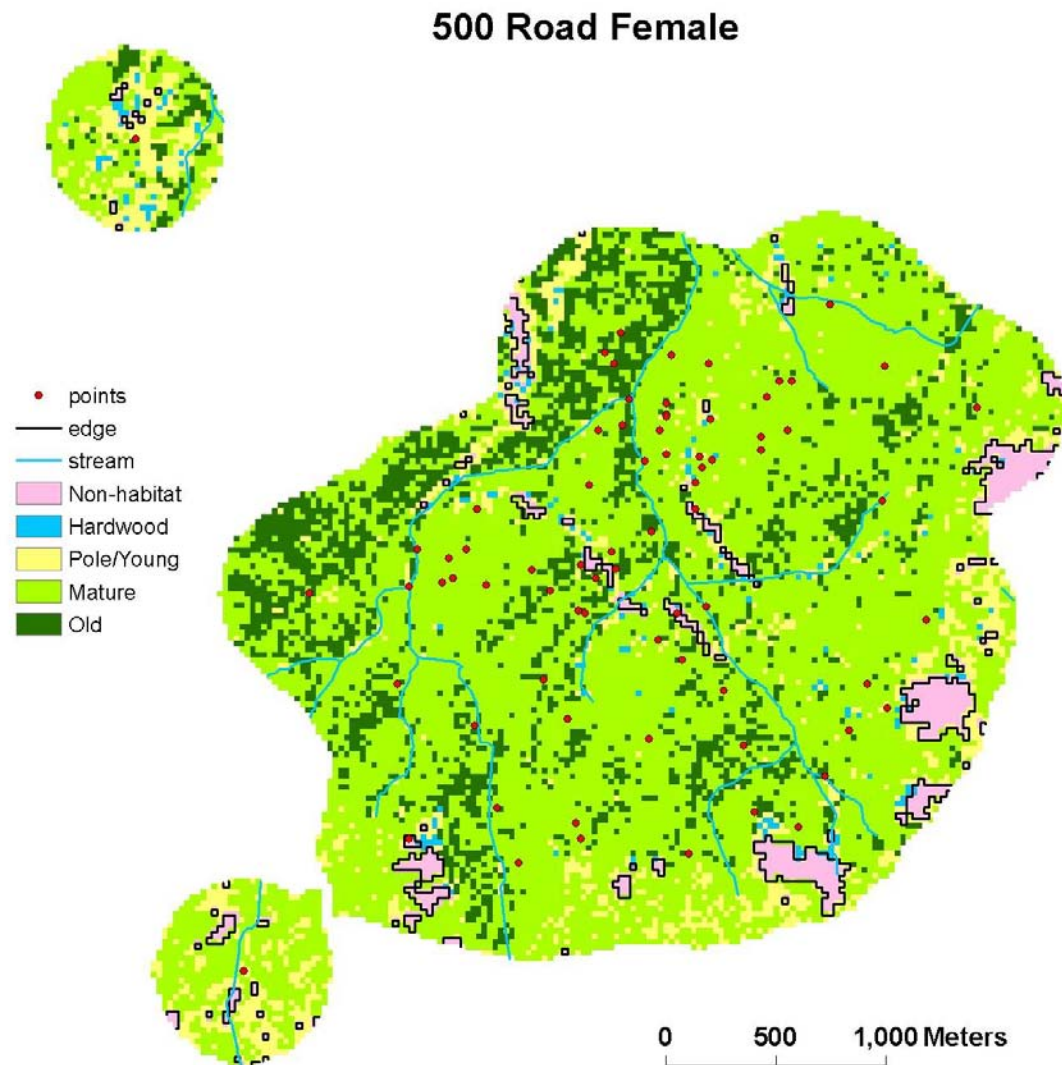 500 Road Female
points
edge
stream
Non-habitat
Hardwood
Pole/Young
Mature
Old
0 500 1,000 Meters